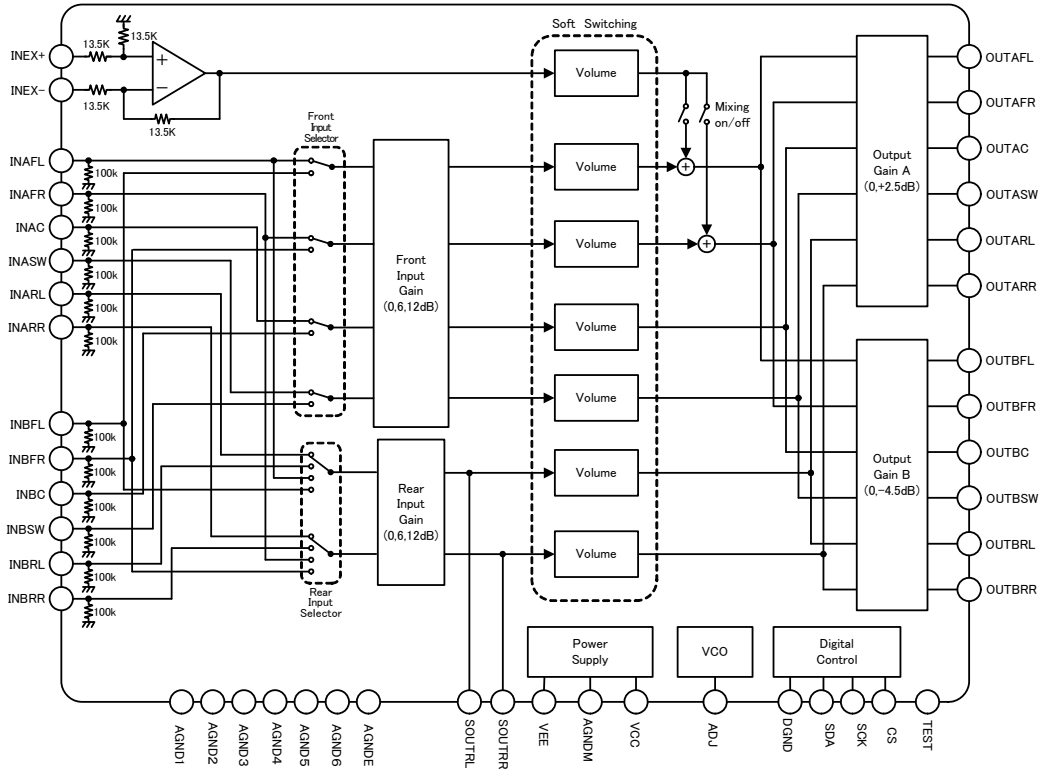 Soft Switching
INEX+
13.5K
13.5K
INEX-
13.5K
13.5K
+
−
Volume
Mixing
on/off
Front
Input
Selector
INAFL
100k
INAFR
100k
INAC
100k
INASW
100k
INARL
100k
INARR
100k
INBFL
100k
INBFR
100k
INBC
100k
INBSW
100k
INBRL
100k
INBRR
100k
Front
Input
Gain
(0,6,12dB)
Rear
Input
Gain
(0,6,12dB)
Rear
Input
Selector
Volume
+
Volume
+
Volume
Volume
Volume
Volume
Output
Gain A
(0,+2.5dB)
Output
Gain B
(0,-4.5dB)
OUTAFL
OUTAFR
OUTAC
OUTASW
OUTARL
OUTARR
OUTBFL
OUTBFR
OUTBC
OUTBSW
OUTBRL
OUTBRR
Power
Supply
VCO
Digital
Control
AGND1
AGND2
AGND3
AGND4
AGND5
AGND6
AGNDE
SOUTRL
SOUTRR
VEE
AGNDM
VCC
ADJ
DGND
SDA
SCK
CS
TEST